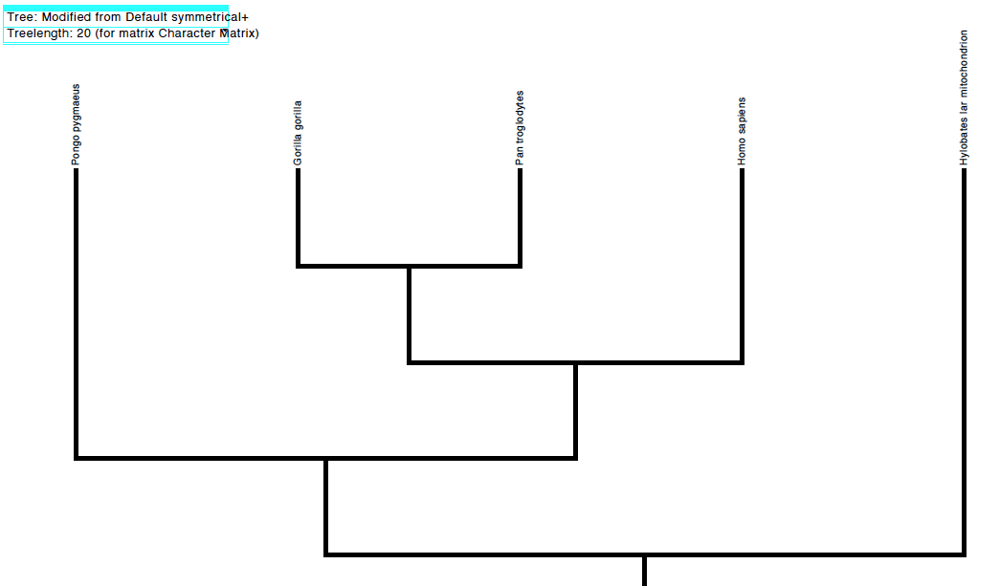 Tree: Modified from Default symmetrical+
Treelength: 20 (for matrix Character Matrix)
Pongo pygmaeus
Gorilla gorilla
Pan troglodytes
Homo sapiens
Hylobates lar mitochondrion